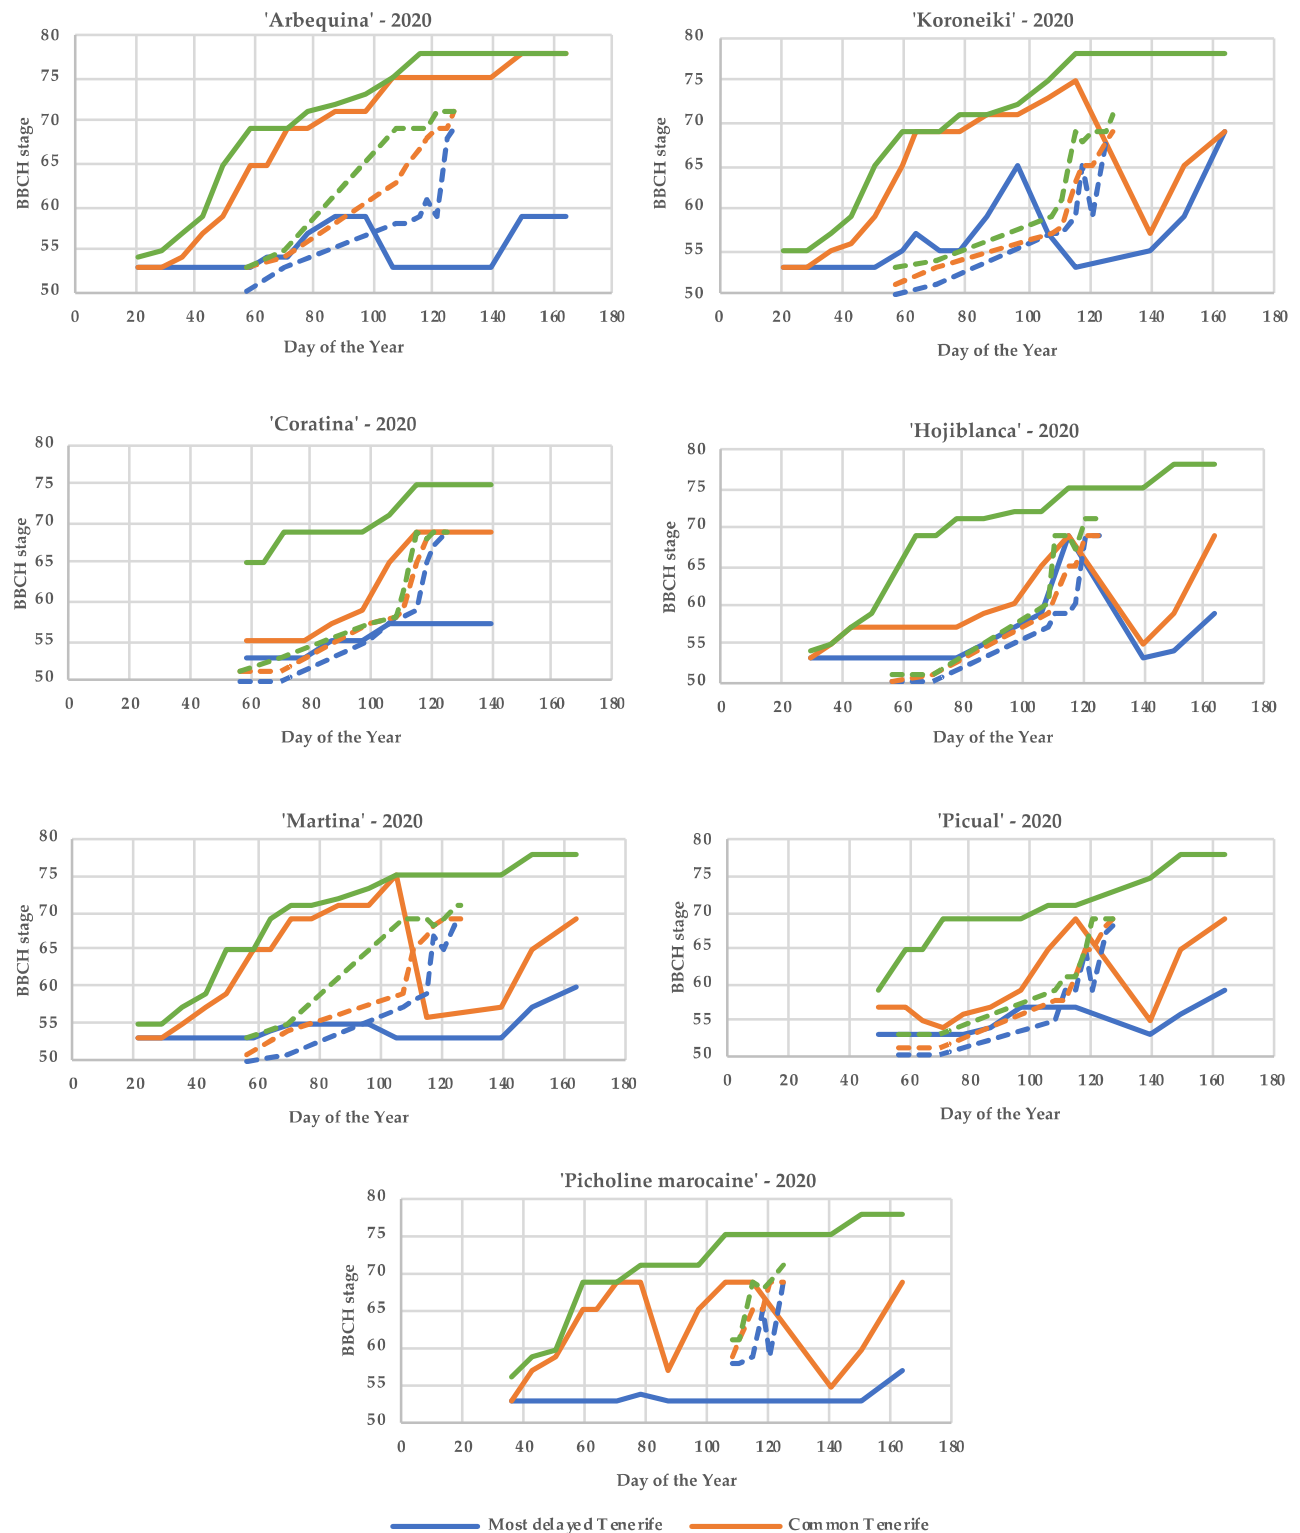 'Arbequina' - 2020
80
75
70
65
60
55
50
BBCH stage
0 20 40 60 80 100 120 140 160 180
Day of the Year
'Koroneiki' - 2020
80
75
70
65
60
55
50
BBCH stage
0 20 40 60 80 100 120 140 160 180
Day of the Year
'Coratina' - 2020
80
75
70
65
60
55
50
BBCH stage
0 20 40 60 80 100 120 140 160 180
Day of the Year
'Hojiblanca' - 2020
80
75
70
65
60
55
50
BBCH stage
0 20 40 60 80 100 120 140 160 180
Day of the Year
'Martina' - 2020
80
75
70
65
60
55
50
BBCH stage
0 20 40 60 80 100 120 140 160 180
Day of the Year
'Picual' - 2020
80
75
70
65
60
55
50
BBCH stage
0 20 40 60 80 100 120 140 160 180
Day of the Year
'Picholine marocaine' - 2020
80
75
70
65
60
55
50
BBCH stage
0 20 40 60 80 100 120 140 160 180
Day of the Year
Most delayed Tenerife Common Tenerife